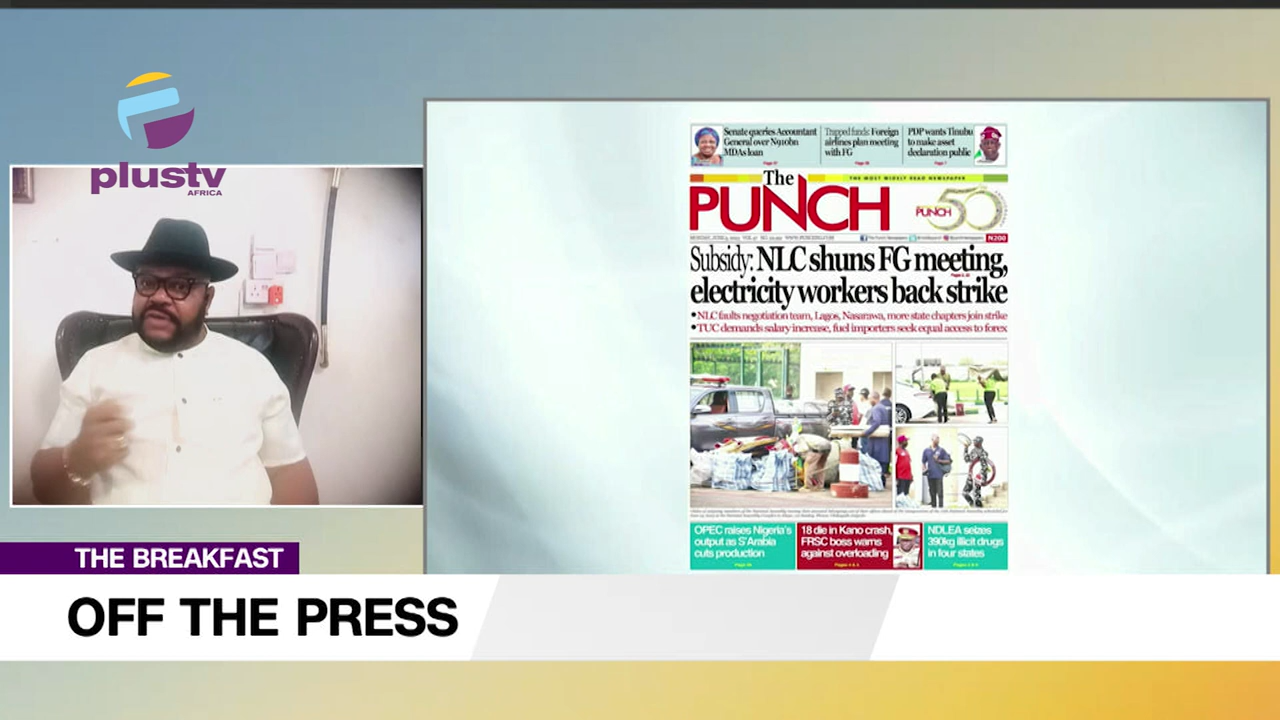 plustv
AFRICA
Senate queries Accountant
General over N910bn
MDAs loan
Trapped funds: Foreign
airlines plan meeting
with FG
PDP wants Tinubu
to make asset
declaration public
Page 7
The
PUNCH
THE MOST WIDELY READ NEWSPAPER
PUNCH 50
N200
Subsidy: NLC shuns FG meeting,
electricity workers back strike
•NLC faults negotiation team, Lagos, Nasarawa, more state chapters join strike
•TUC demands salary increase, fuel importers seek equal access to forex
OPEC raises Nigeria's
output as S'Arabia
cuts production
18 die in Kano crash,
FRSC boss warns
against overloading
NDLEA seizes
390kg illicit drugs
in four states
THE BREAKFAST
OFF THE PRESS